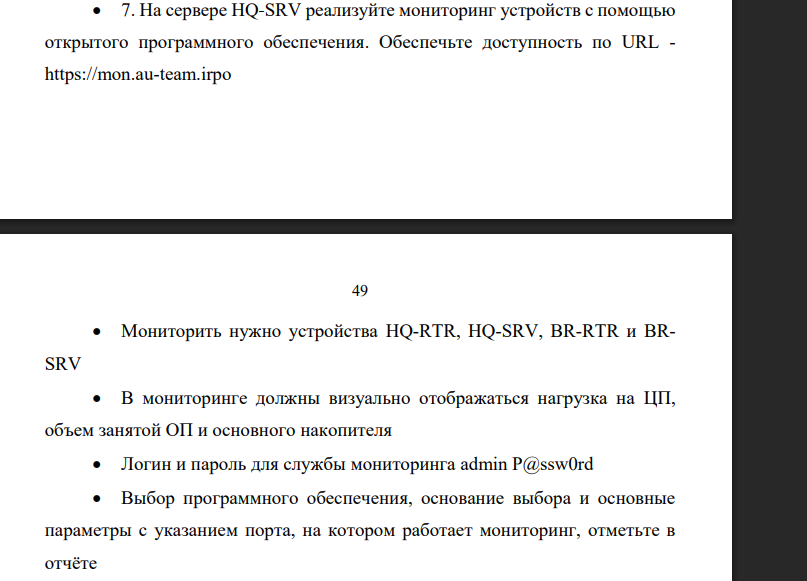 • 7. На сервере HQ-SRV реализуйте мониторинг устройств с помощью
открытого программного обеспечения. Обеспечьте доступность по URL -
https://mon.au-team.irpo
49
• Мониторить нужно устройства HQ-RTR, HQ-SRV, BR-RTR и BR-
SRV
• В мониторинге должны визуально отображаться нагрузка на ЦП,
объем занятой ОП и основного накопителя
• Логин и пароль для службы мониторинга admin P@ssw0rd
• Выбор программного обеспечения, основание выбора и основные
параметры с указанием порта, на котором работает мониторинг, отметьте в
отчёте